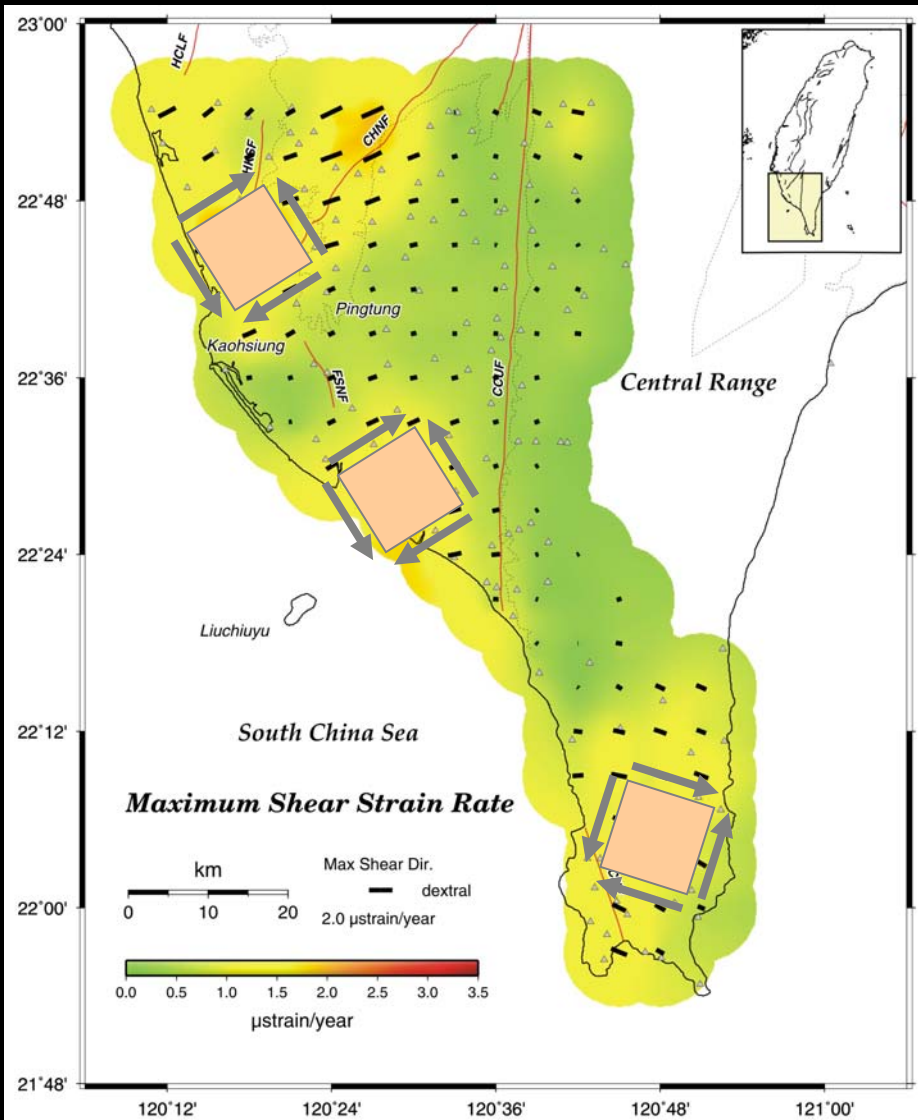 23°00'
22°48'
22°36'
22°24'
22°12'
22°00'
21°48'
HCLF
CHNF
HKSF
Pingtung
Kaohsiung
FSNF
CCUF
Central Range
Liuchiuyu
South China Sea
Maximum Shear Strain Rate
km
0 10 20
Max Shear Dir.
dextral
2.0 µstrain/year
0.0 0.5 1.0 1.5 2.0 2.5 3.0 3.5
µstrain/year
120°12' 120°24' 120°36' 120°48' 121°00'